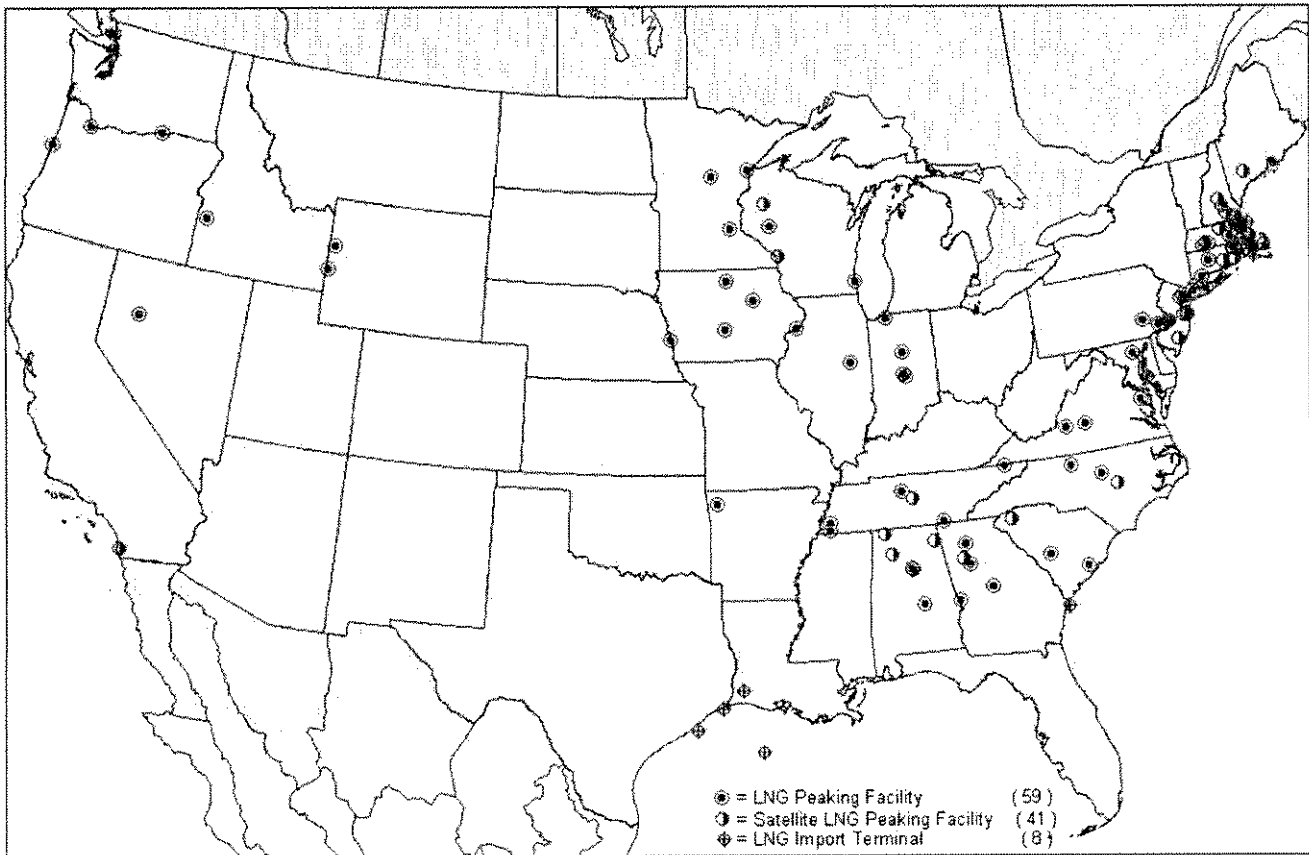 = LNG Peaking Facility (59)
= Satellite LNG Peaking Facility (41)
= LNG Import Terminal (8)